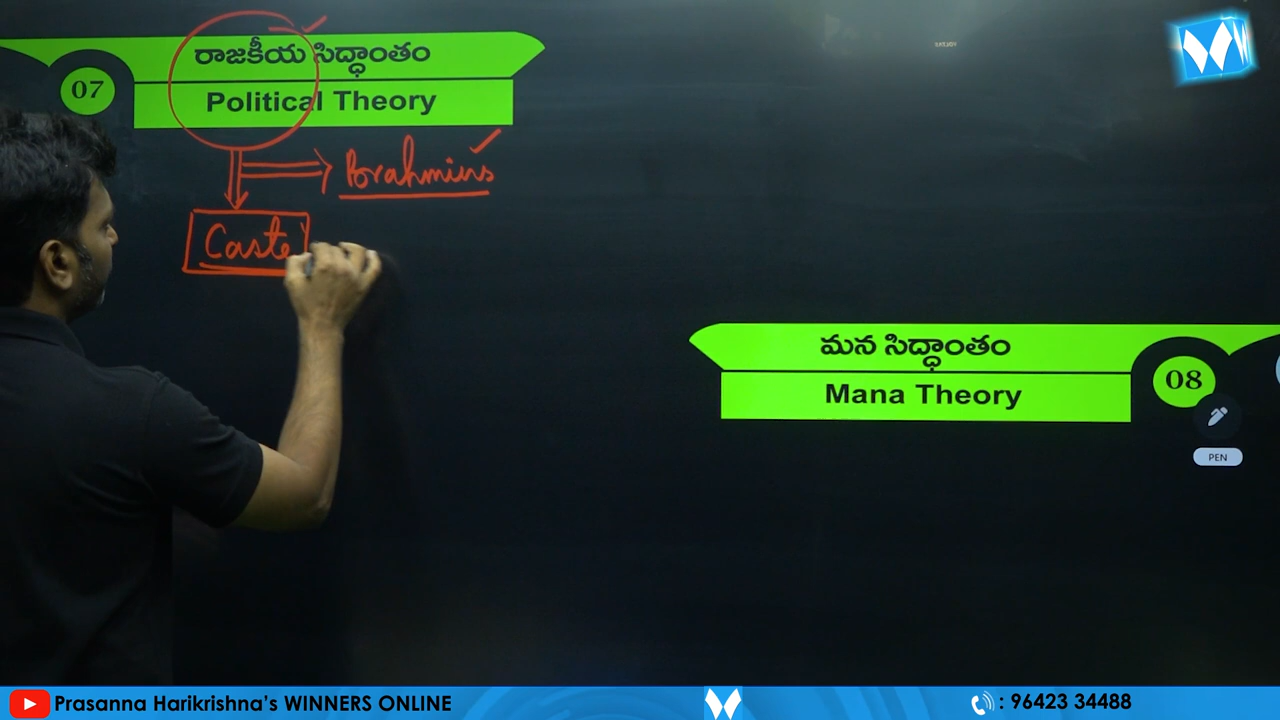 రాజకీయ సిద్ధాంతం
07
Political Theory
Brahmins
Caste
మన సిద్ధాంతం
Mana Theory
08
PEN
Prasanna Harikrishna's WINNERS ONLINE
: 96423 34488